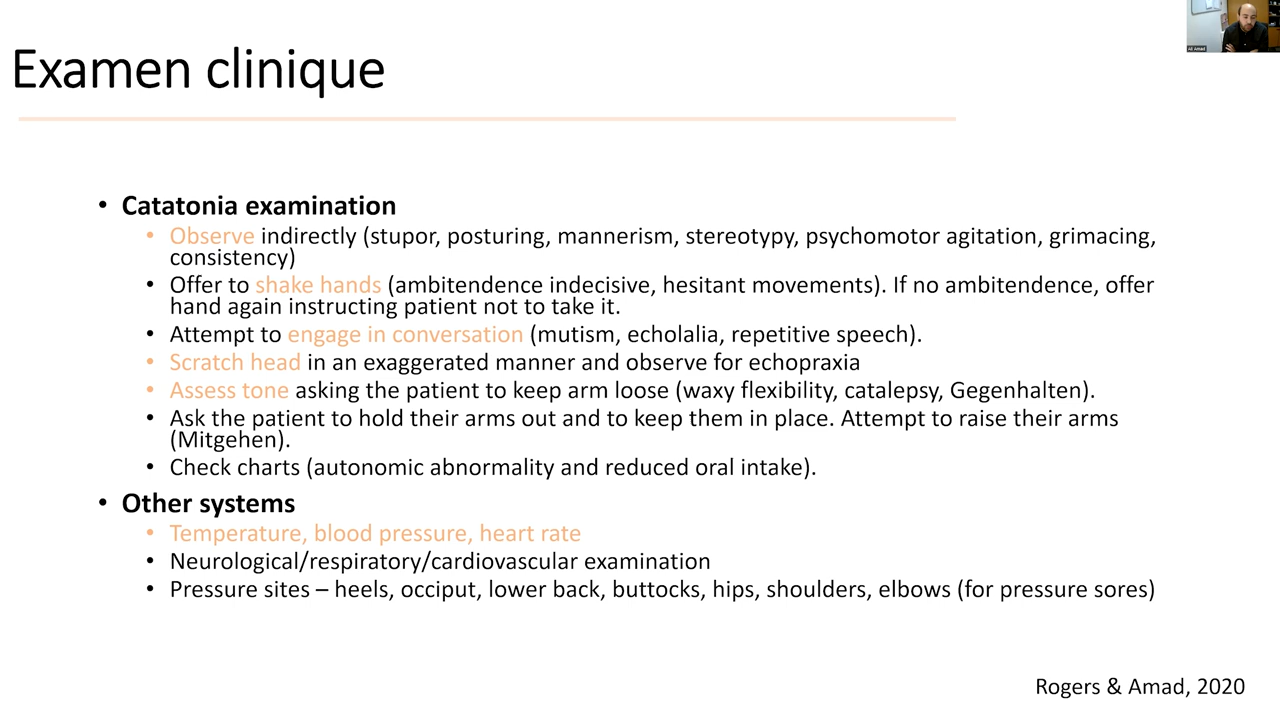 Ali Amad
Examen clinique
• Catatonia examination
• Observe indirectly (stupor, posturing, mannerism, stereotypy, psychomotor agitation, grimacing,
consistency)
• Offer to shake hands (ambitendence indecisive, hesitant movements). If no ambitendence, offer
hand again instructing patient not to take it.
• Attempt to engage in conversation (mutism, echolalia, repetitive speech).
• Scratch head in an exaggerated manner and observe for echopraxia
• Assess tone asking the patient to keep arm loose (waxy flexibility, catalepsy, Gegenhalten).
• Ask the patient to hold their arms out and to keep them in place. Attempt to raise their arms
(Mitgehen).
• Check charts (autonomic abnormality and reduced oral intake).
• Other systems
• Temperature, blood pressure, heart rate
• Neurological/respiratory/cardiovascular examination
• Pressure sites – heels, occiput, lower back, buttocks, hips, shoulders, elbows (for pressure sores)
Rogers & Amad, 2020